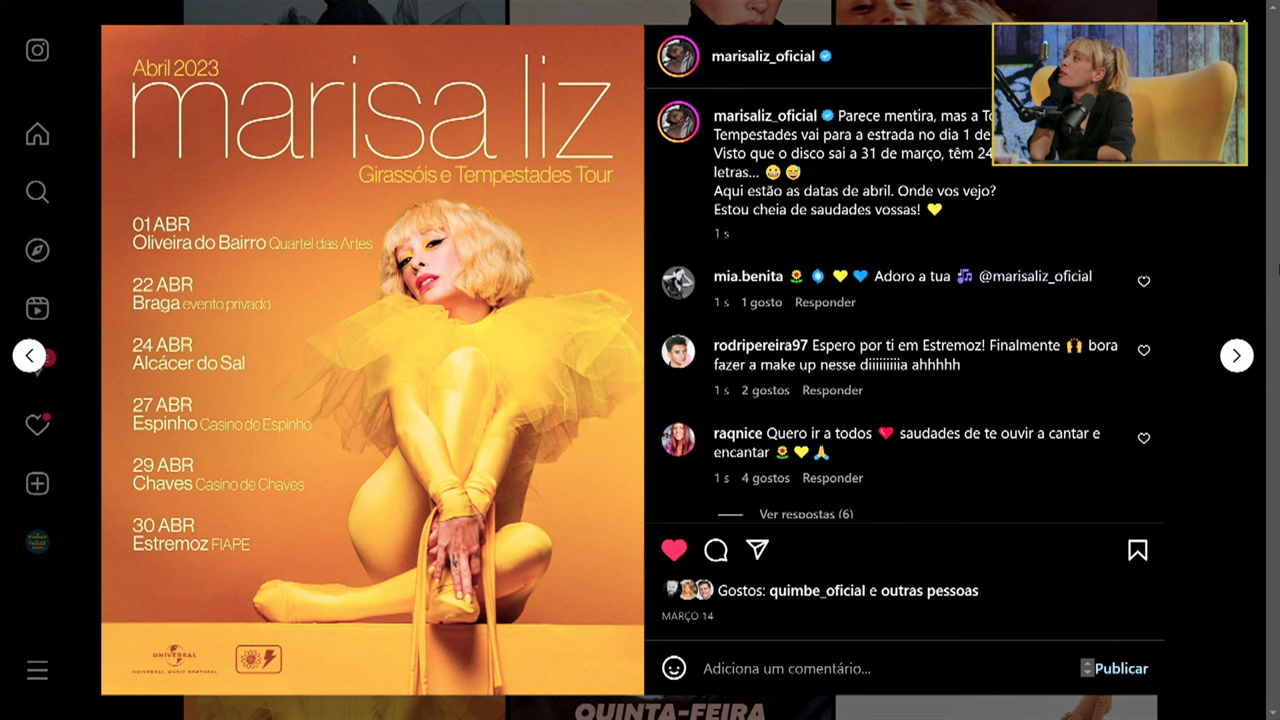 Abril 2023
marisa liz
Girassóis e Tempestades Tour
01 ABR
Oliveira do Bairro Quartel das Artes
22 ABR
Braga evento privado
24 ABR
Alcácer do Sal
27 ABR
Espinho Casino de Espinho
29 ABR
Chaves Casino de Chaves
30 ABR
Estremoz FIAPE
UNIVERSAL
UNIVERSAL MUSIC PORTUGAL
marisaliz_oficial
marisaliz_oficial Parece mentira, mas a
Tempestades vai para a estrada no dia 1 de
Visto que o disco sai a 31 de março, têm 24
letras... 😀 😅
Aqui estão as datas de abril. Onde vos vejo?
Estou cheia de saudades vossas! 💛
1 s
mia.benita 🌻 🌀 💛 💙 Adoro a tua 🎶 @marisaliz_oficial
1 s 1 gosto Responder
rodripereira97 Espero por ti em Estremoz! Finalmente 🙌 bora
fazer a make up nesse diiiiiiiiia ahhhhh
1 s 2 gostos Responder
raqnice Quero ir a todos ❤️ saudades de te ouvir a cantar e
encantar 🌻 💛 🙏
1 s 4 gostos Responder
Ver respostas (6)
Gostos: quimbe_oficial e outras pessoas
MARÇO 14
Adiciona um comentário...
Publicar
QUINTA-FEIRA